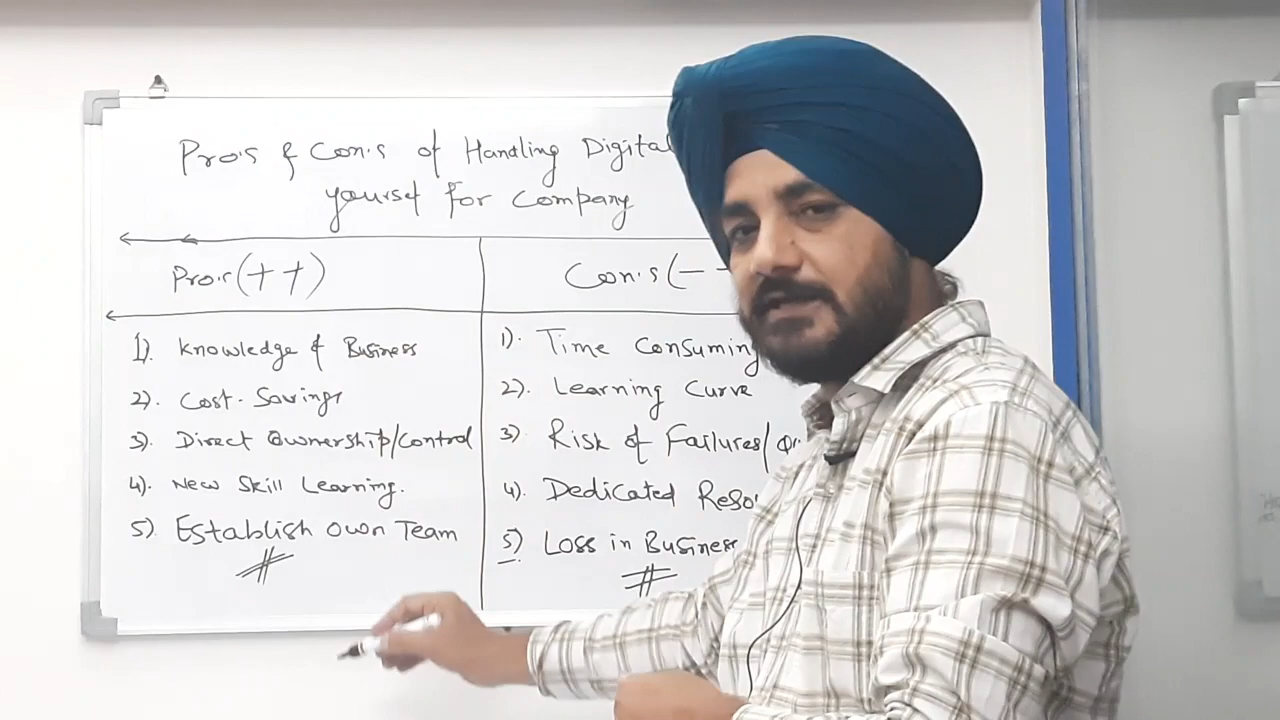 Pro's & Con's of Handling Digital
yourself for Company
Pro's (++)
Con's (-
1). Knowledge of Business
2). Cost-Savings
3). Direct Ownership/Control
4). New Skill Learning.
5). Establish Own Team
1). Time Consuming
2). Learning Curve
3) Risk of Failures/
4). Dedicated Reso
5) Loss in Business